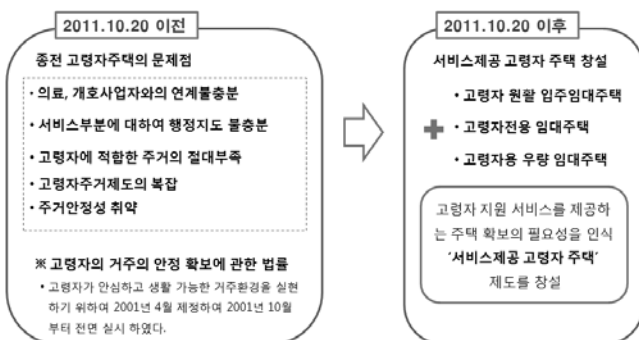 2011.10.20 이전
종전 고령자주택의 문제점
• 의료, 개호사업자와의 연계불충분
• 서비스부분에 대하여 행정지도 불충분
• 고령자에 적합한 주거의 절대부족
• 고령자주거제도의 복잡
• 주거안정성 취약
※ 고령자의 거주의 안정 확보에 관한 법률
• 고령자가 안심하고 생활 가능한 거주환경을 실현
하기 위하여 2001년 4월 제정하여 2001년 10월
부터 전면 실시 하였다.
2011.10.20 이후
서비스제공 고령자 주택 창설
• 고령자 원활 입주임대주택
• 고령자전용 임대주택
• 고령자용 우량 임대주택
고령자 지원 서비스를 제공하
는 주택 확보의 필요성을 인식
‘서비스제공 고령자 주택’
제도를 창설